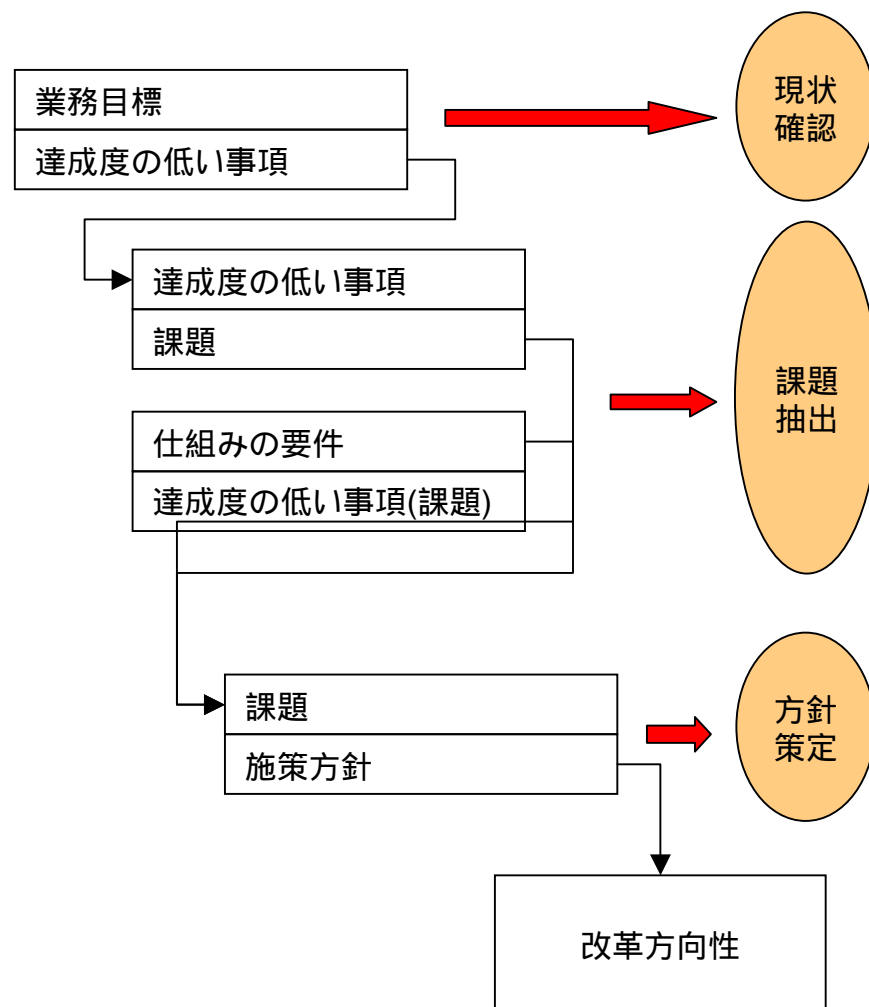 業務目標
達成度の低い事項
現状
確認
達成度の低い事項
課題
仕組みの要件
達成度の低い事項(課題)
課題
抽出
課題
施策方針
方針
策定
改革方向性